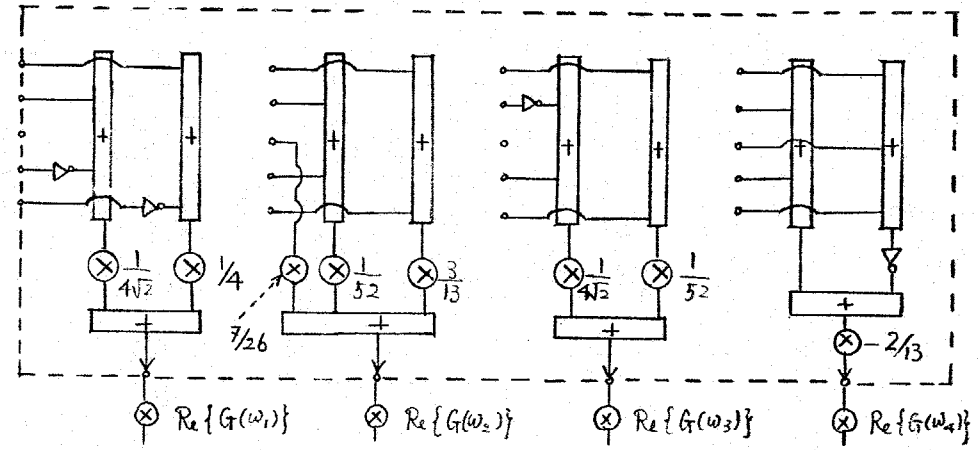 + + + + + + + +
× 1/4√2 × 1/4 × × 1/52 × 3/13 × 1/4√2 × 1/52
+ 7/26 + + +
× - 2/13
× Re{G(ω₁)} × Re{G(ω₂)} × Re{G(ω₃)} × Re{G(ω₄)}